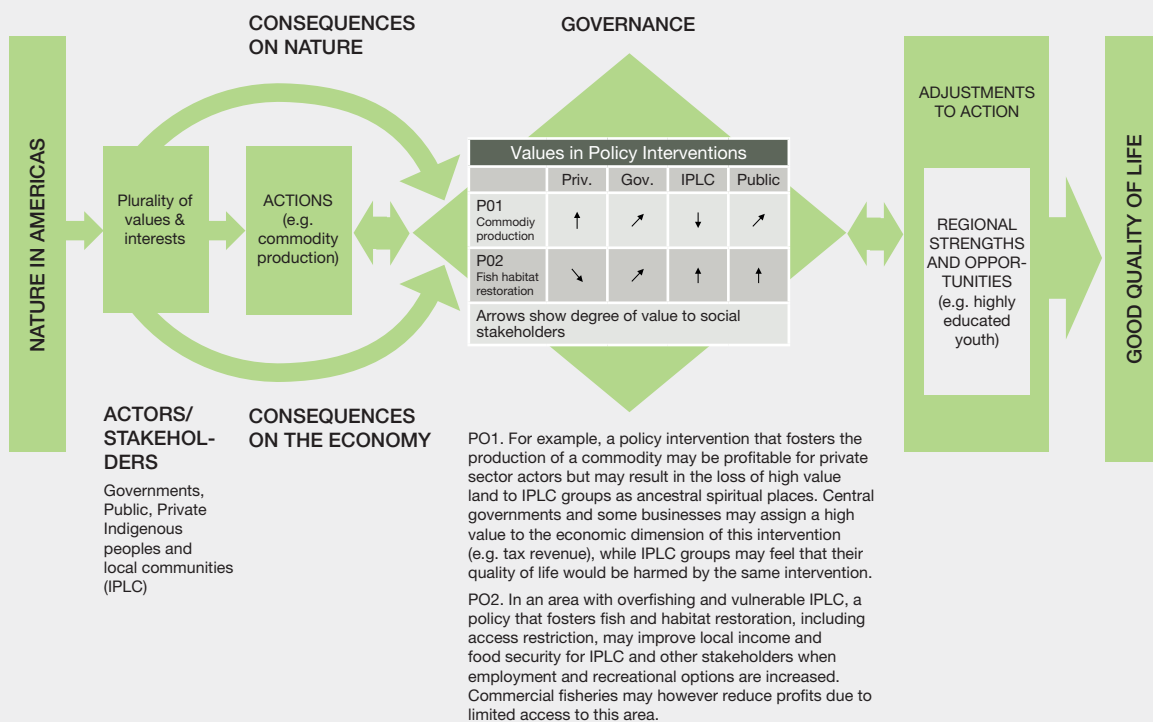 CONSEQUENCES
ON NATURE
GOVERNANCE
NATURE IN AMERICAS
Plurality of
values &
interests
ACTIONS
(e.g.
commodity
production)
Values in Policy Interventions
Priv. Gov. IPLC Public
P01
Commodiy
production
↑ ↗ ↓ ↗
P02
Fish habitat
restoration
↘ ↗ ↑ ↑
Arrows show degree of value to social
stakeholders
ADJUSTMENTS
TO ACTION
REGIONAL
STRENGTHS
AND OPPOR-
TUNITIES
(e.g. highly
educated
youth)
GOOD QUALITY OF LIFE
ACTORS/
STAKEHOL-
DERS
Governments,
Public, Private
Indigenous
peoples and
local communities
(IPLC)
CONSEQUENCES
ON THE ECONOMY
PO1. For example, a policy intervention that fosters the
production of a commodity may be profitable for private
sector actors but may result in the loss of high value
land to IPLC groups as ancestral spiritual places. Central
governments and some businesses may assign a high
value to the economic dimension of this intervention
(e.g. tax revenue), while IPLC groups may feel that their
quality of life would be harmed by the same intervention.
PO2. In an area with overfishing and vulnerable IPLC, a
policy that fosters fish and habitat restoration, including
access restriction, may improve local income and
food security for IPLC and other stakeholders when
employment and recreational options are increased.
Commercial fisheries may however reduce profits due to
limited access to this area.